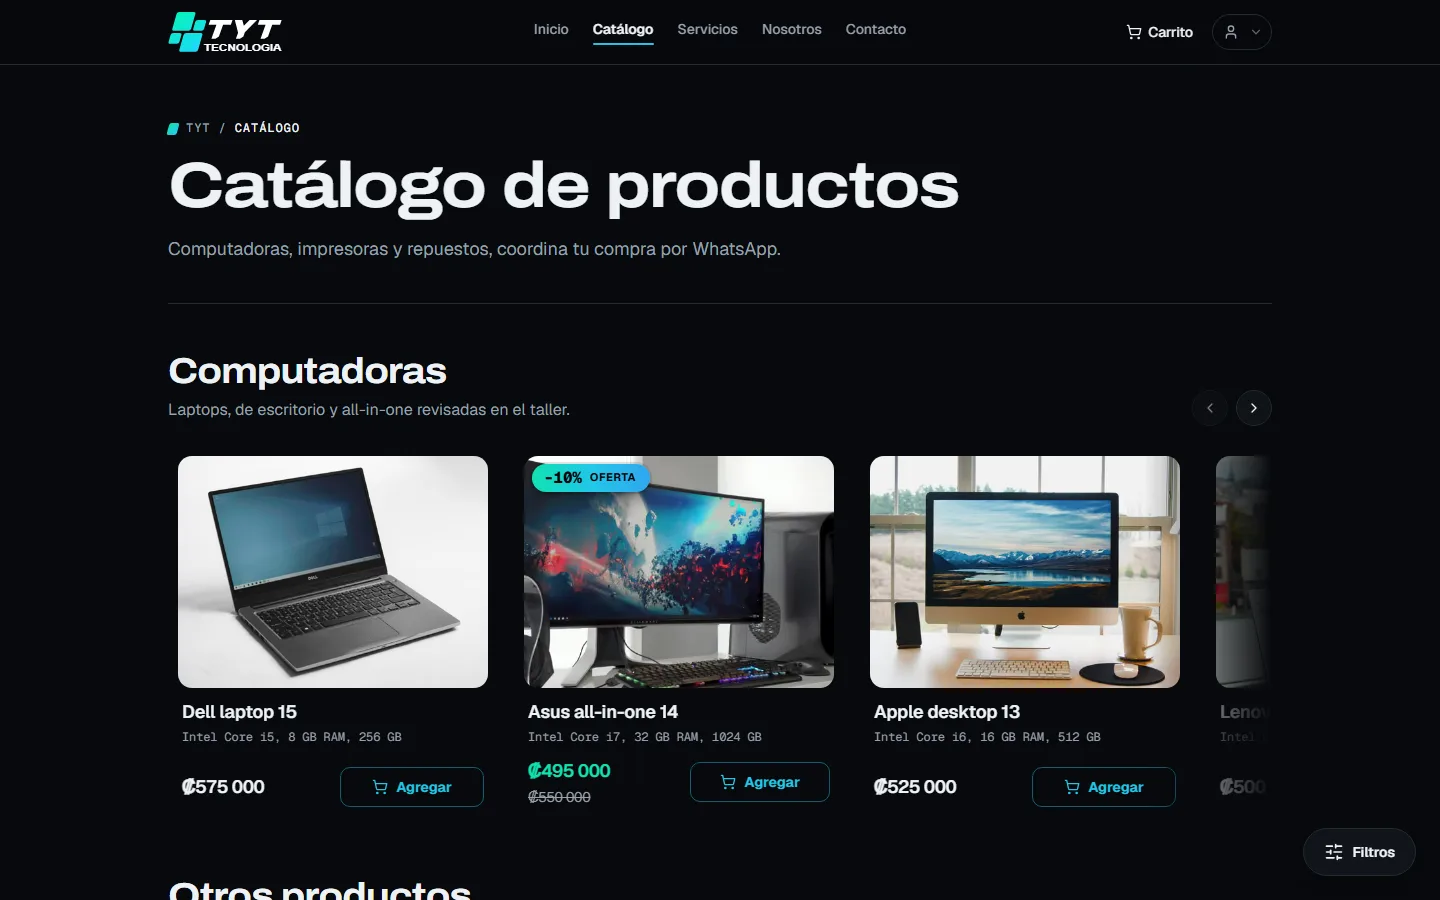 TYT
TECNOLOGIA
Inicio
Catálogo
Servicios
Nosotros
Contacto
Carrito
TYT / CATÁLOGO
Catálogo de productos
Computadoras, impresoras y repuestos, coordina tu compra por WhatsApp.
Computadoras
Laptops, de escritorio y all-in-one revisadas en el taller.
DELL
-10% OFERTA
Dell laptop 15
Intel Core i5, 8 GB RAM, 256 GB
₡575 000
Agregar
Asus all-in-one 14
Intel Core i7, 32 GB RAM, 1024 GB
₡495 000
₡550 000
Agregar
Apple desktop 13
Intel Core i6, 16 GB RAM, 512 GB
₡525 000
Agregar
Lenov
Intel
₡500
Filtros
Otros productos